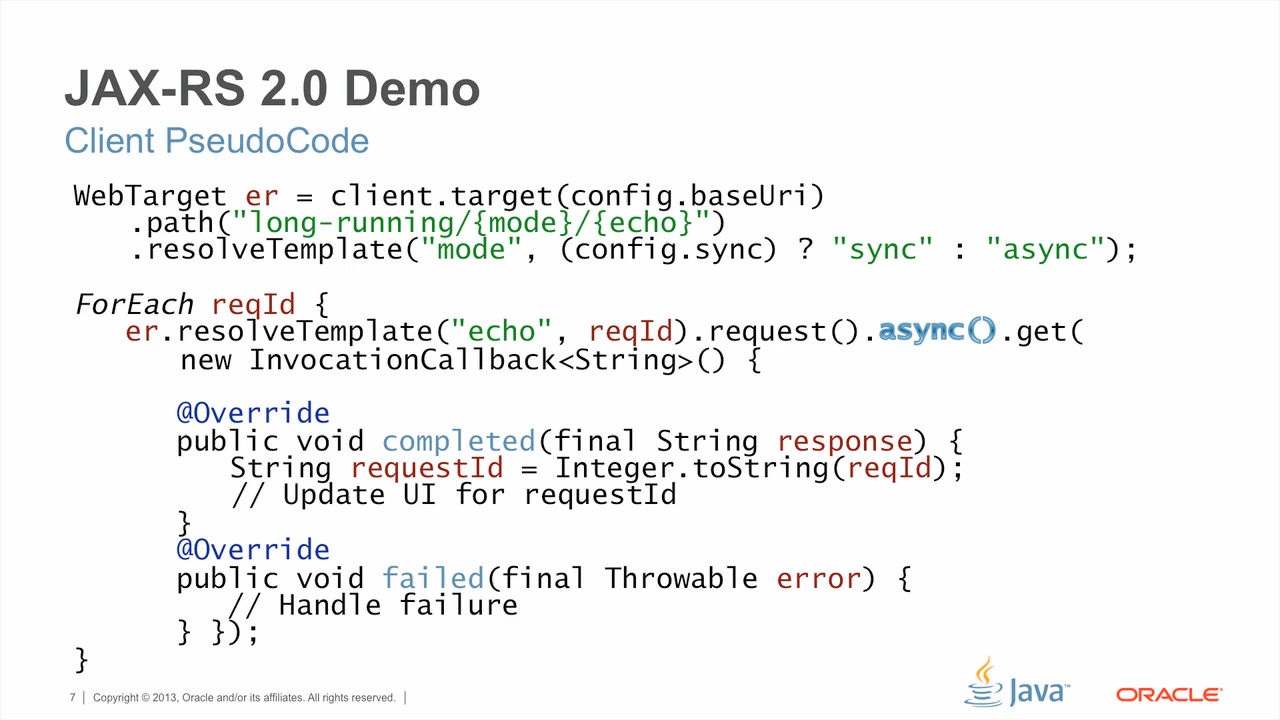 JAX-RS 2.0 Demo
Client PseudoCode
WebTarget er = client.target(config.baseUri)
.path("long-running/{mode}/{echo}")
.resolveTemplate("mode", (config.sync) ? "sync" : "async");
ForEach reqId {
er.resolveTemplate("echo", reqId).request().async().get(
new InvocationCallback<String>() {
@Override
public void completed(final String response) {
String requestId = Integer.toString(reqId);
// Update UI for requestId
}
@Override
public void failed(final Throwable error) {
// Handle failure
} });
}
7 | Copyright © 2013, Oracle and/or its affiliates. All rights reserved. |
Java™
ORACLE®